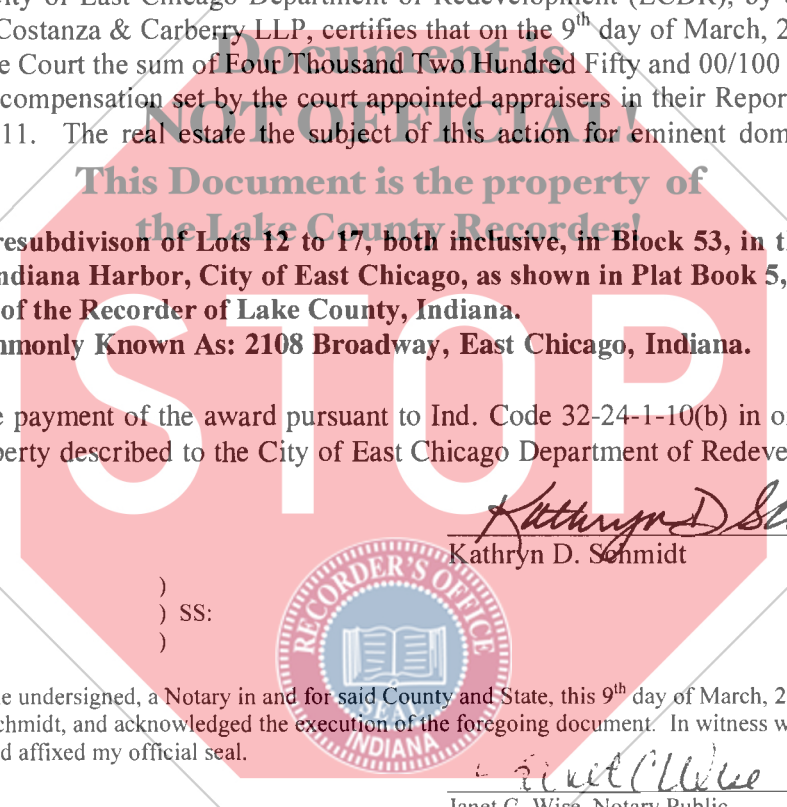 City of East Chicago Department of Redevelopment (ECDR), by
Costanza & Carberry LLP, certifies that on the 9th day of March, 2
e Court the sum of Four Thousand Two Hundred Fifty and 00/100
Document is
compensation set by the court appointed appraisers in their Repor
NOT OFFICIAL!
11. The real estate the subject of this action for eminent dom
This Document is the property of
the Lake County Recorder!
resubdivison of Lots 12 to 17, both inclusive, in Block 53, in t
ndiana Harbor, City of East Chicago, as shown in Plat Book 5,
of the Recorder of Lake County, Indiana.
mmonly Known As: 2108 Broadway, East Chicago, Indiana.
STOP
e payment of the award pursuant to Ind. Code 32-24-1-10(b) in o
perty described to the City of East Chicago Department of Redeve
Kathryn D Sc
Kathryn D. Schmidt
)
) SS:
)
RECORDER'S OFFICE
SEAL
INDIANA
e undersigned, a Notary in and for said County and State, this 9th day of March, 2
chmidt, and acknowledged the execution of the foregoing document. In witness w
d affixed my official seal.
Janet C Wise
Janet C. Wise, Notary Public